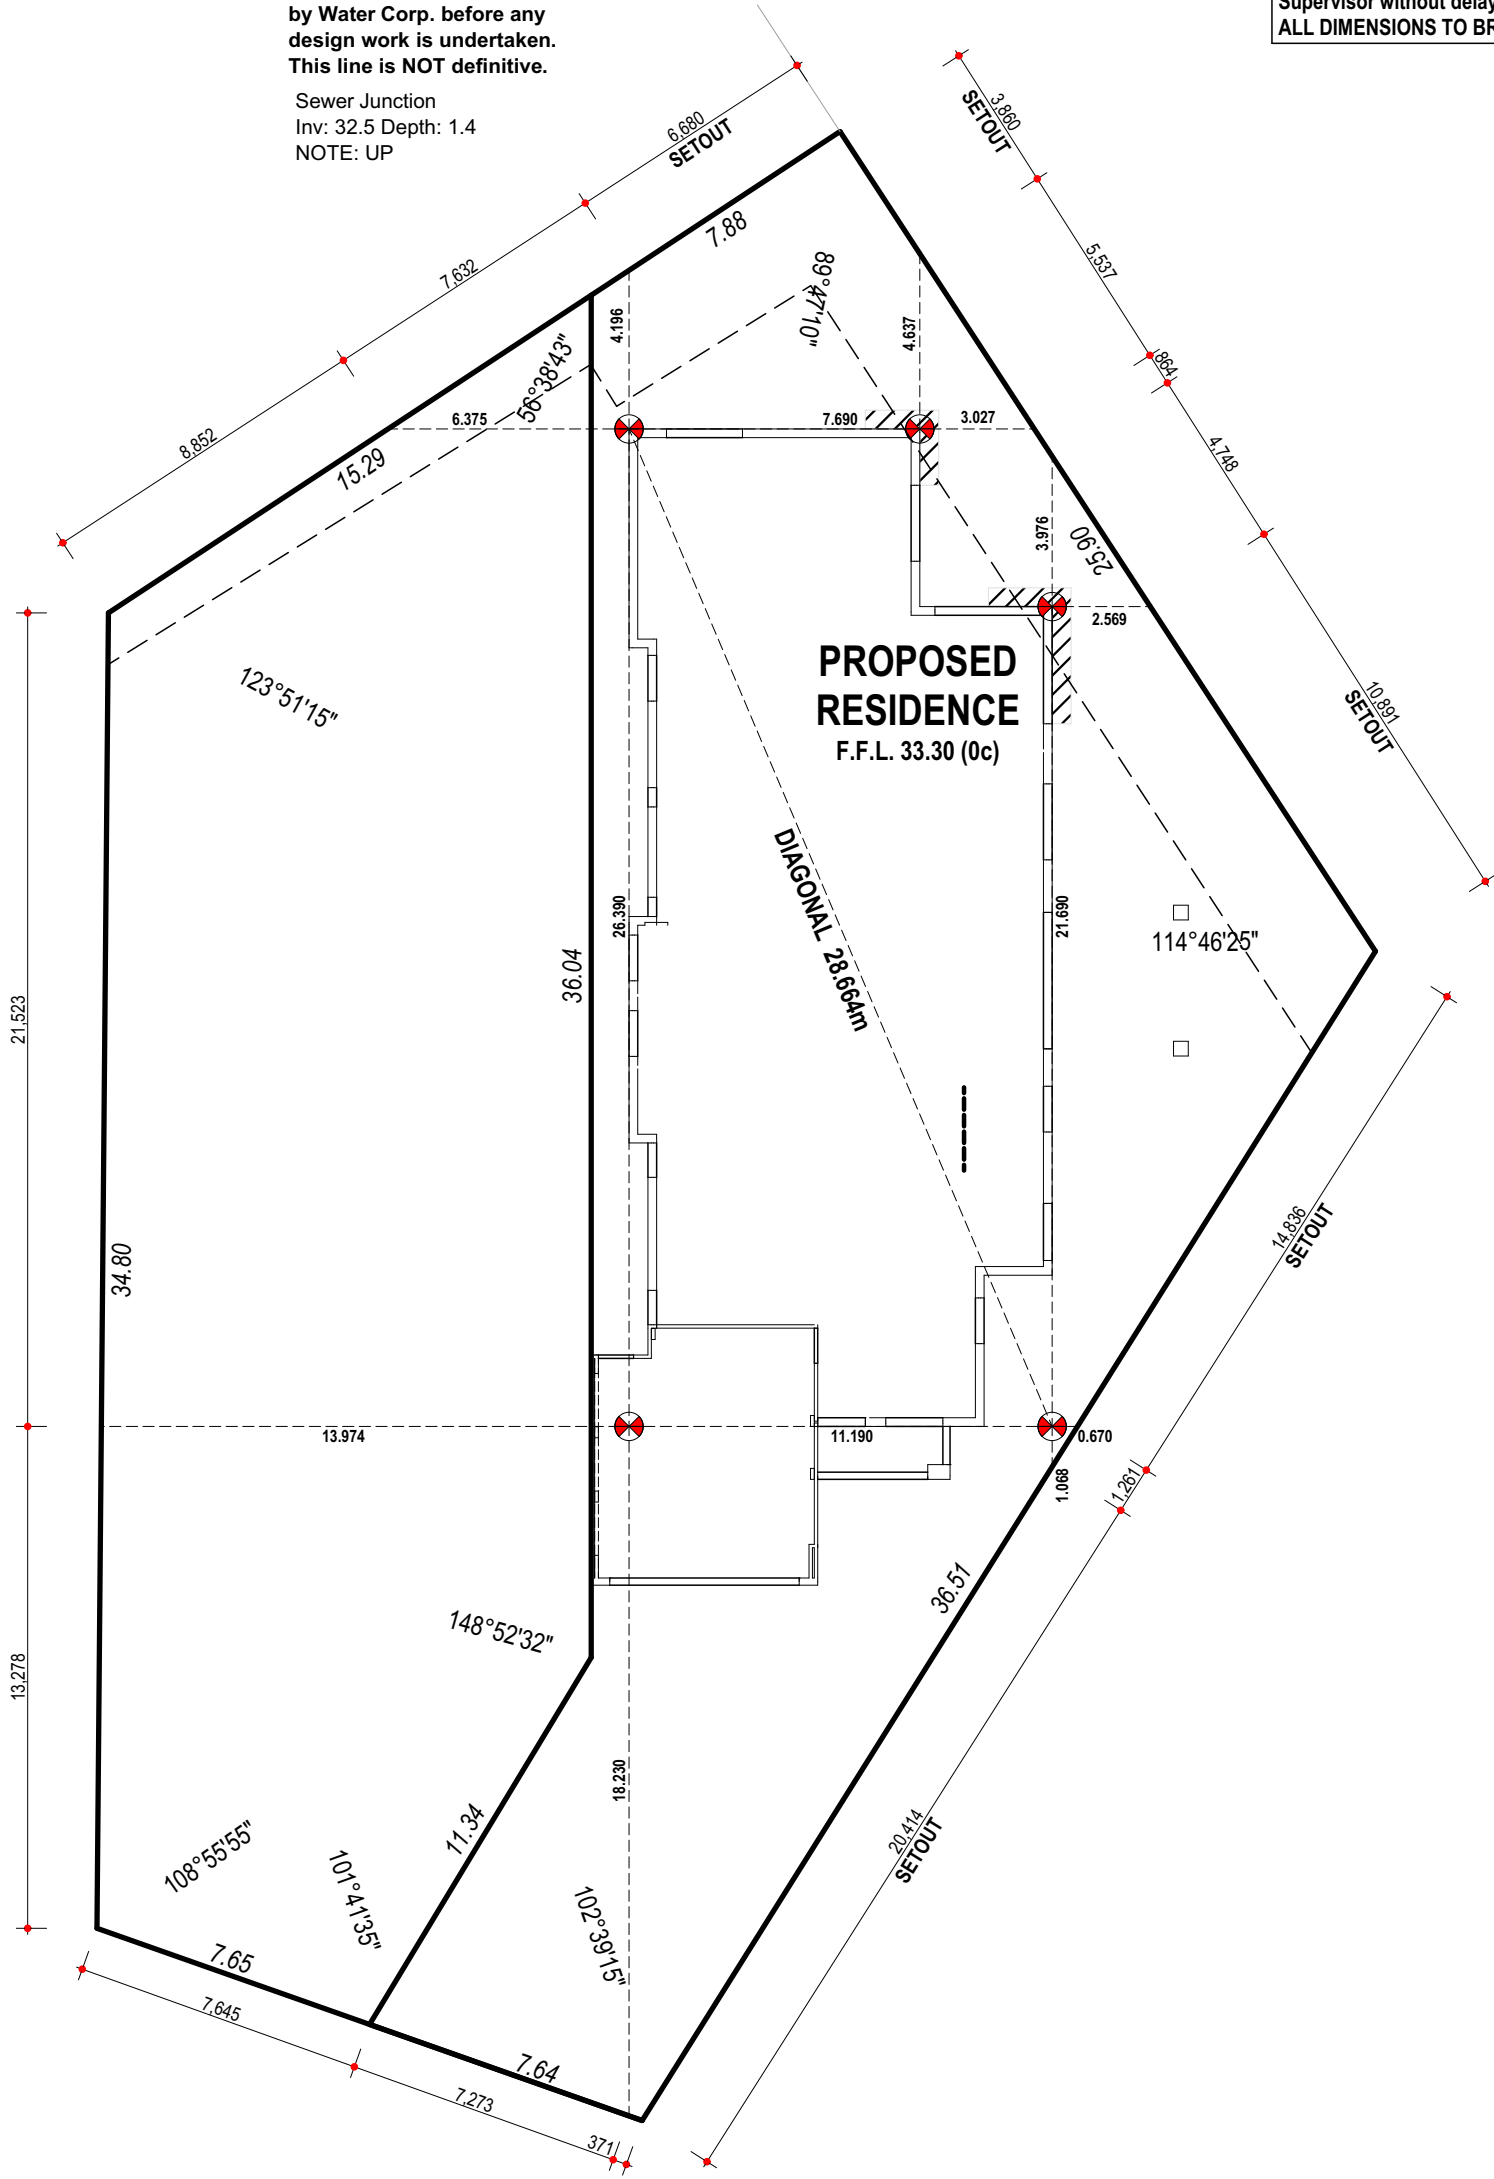 by Water Corp. before any
design work is undertaken.
This line is NOT definitive.
Sewer Junction
Inv: 32.5 Depth: 1.4
NOTE: UP
Supervisor without delay
ALL DIMENSIONS TO BR
6,680
SETOUT
3,860
SETOUT
7.88
7,632
5,537
89°47'10"
4.196
4.637
56°38'43"
864
8,852
6.375
7.690
3.027
4,748
15.29
3.976
25.90
2.569
PROPOSED
RESIDENCE
F.F.L. 33.30 (0c)
123°51'15"
10,891
SETOUT
DIAGONAL 28.664m
26.390
21.690
114°46'25"
36.04
21,523
34.80
14,836
SETOUT
13.974
11.190
0.670
1.068
1,261
36.51
148°52'32"
13,278
18.230
11.34
20,414
SETOUT
108°55'55"
101°41'35"
102°39'15"
7.65
7,645
7.64
7,273
371